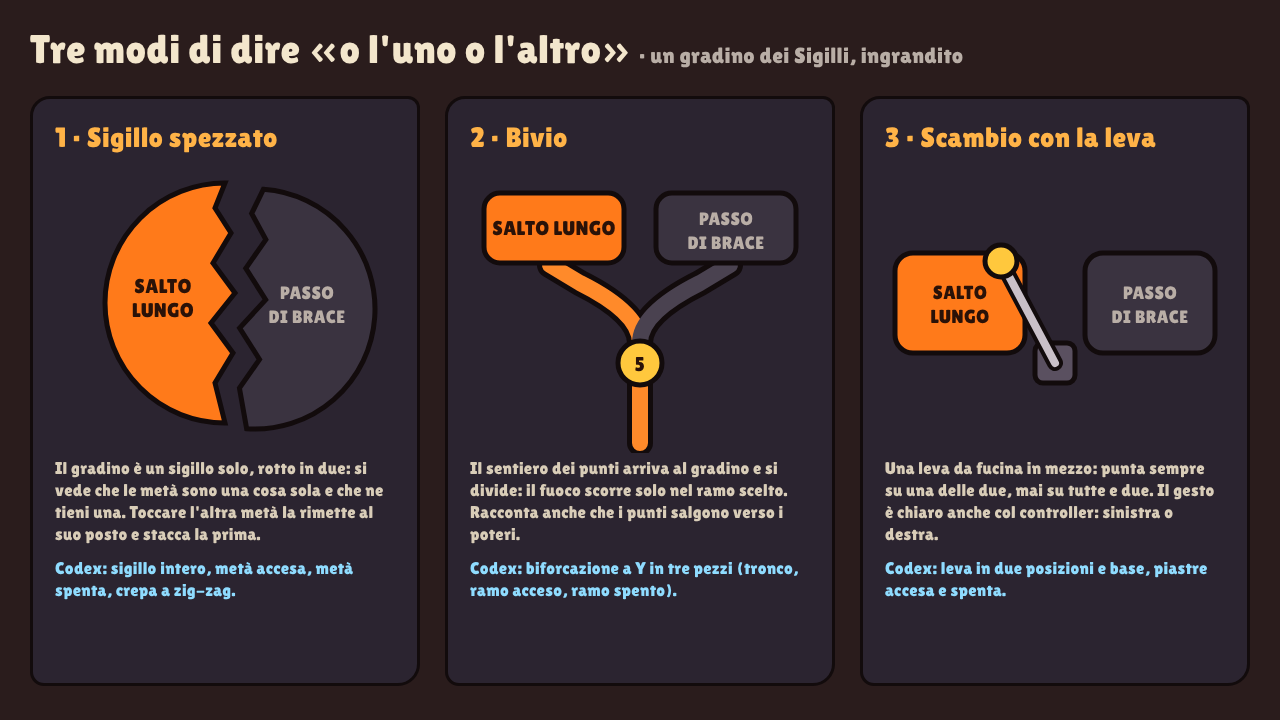 Tre modi di dire «o l'uno o l'altro» · un gradino dei Sigilli, ingrandito
1 · Sigillo spezzato
SALTO
LUNGO
PASSO
DI BRACE
Il gradino è un sigillo solo, rotto in due: si
vede che le metà sono una cosa sola e che ne
tieni una. Toccare l'altra metà la rimette al
suo posto e stacca la prima.
Codex: sigillo intero, metà accesa, metà
spenta, crepa a zig-zag.
2 · Bivio
SALTO LUNGO
PASSO
DI BRACE
5
Il sentiero dei punti arriva al gradino e si
divide: il fuoco scorre solo nel ramo scelto.
Racconta anche che i punti salgono verso i
poteri.
Codex: biforcazione a Y in tre pezzi (tronco,
ramo acceso, ramo spento).
3 · Scambio con la leva
SALTO
LUNGO
PASSO
DI BRACE
Una leva da fucina in mezzo: punta sempre
su una delle due, mai su tutte e due. Il gesto
è chiaro anche col controller: sinistra o
destra.
Codex: leva in due posizioni e base, piastre
accesa e spenta.